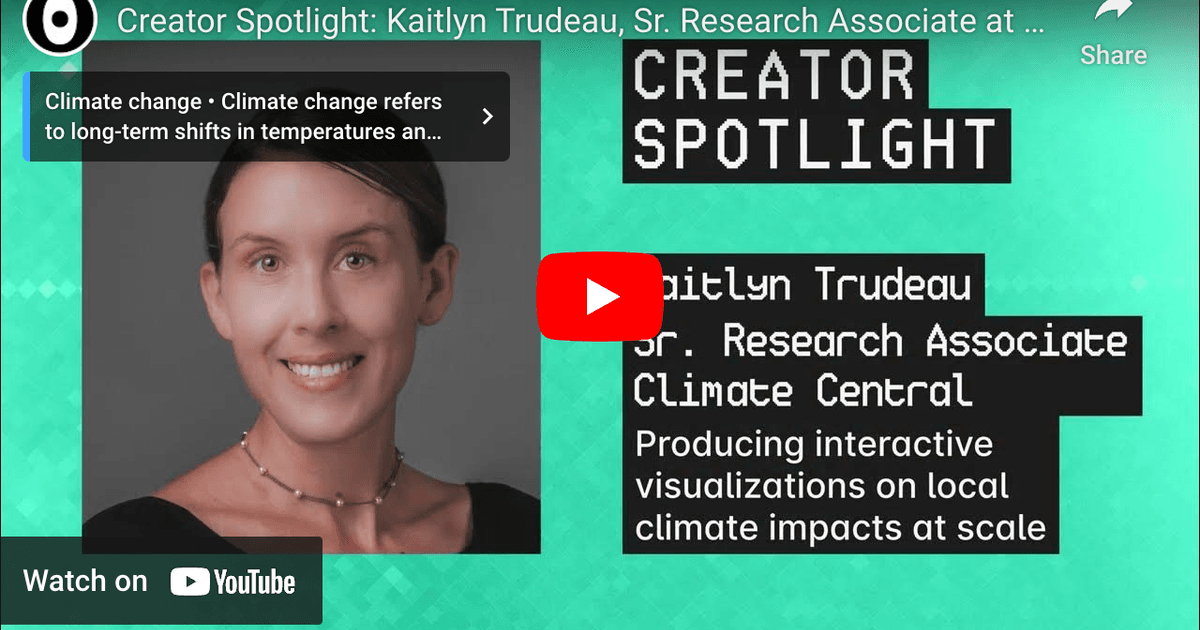 Creator Spotlight: Kaitlyn Trudeau, Sr. Research Associate at ...
Share
Climate change • Climate change refers
to long-term shifts in temperatures an...
CREATOR
SPOTLIGHT
aitlyn Trudeau
Sr. Research Associate
Climate Central
Producing interactive
visualizations on local
climate impacts at scale
Watch on YouTube